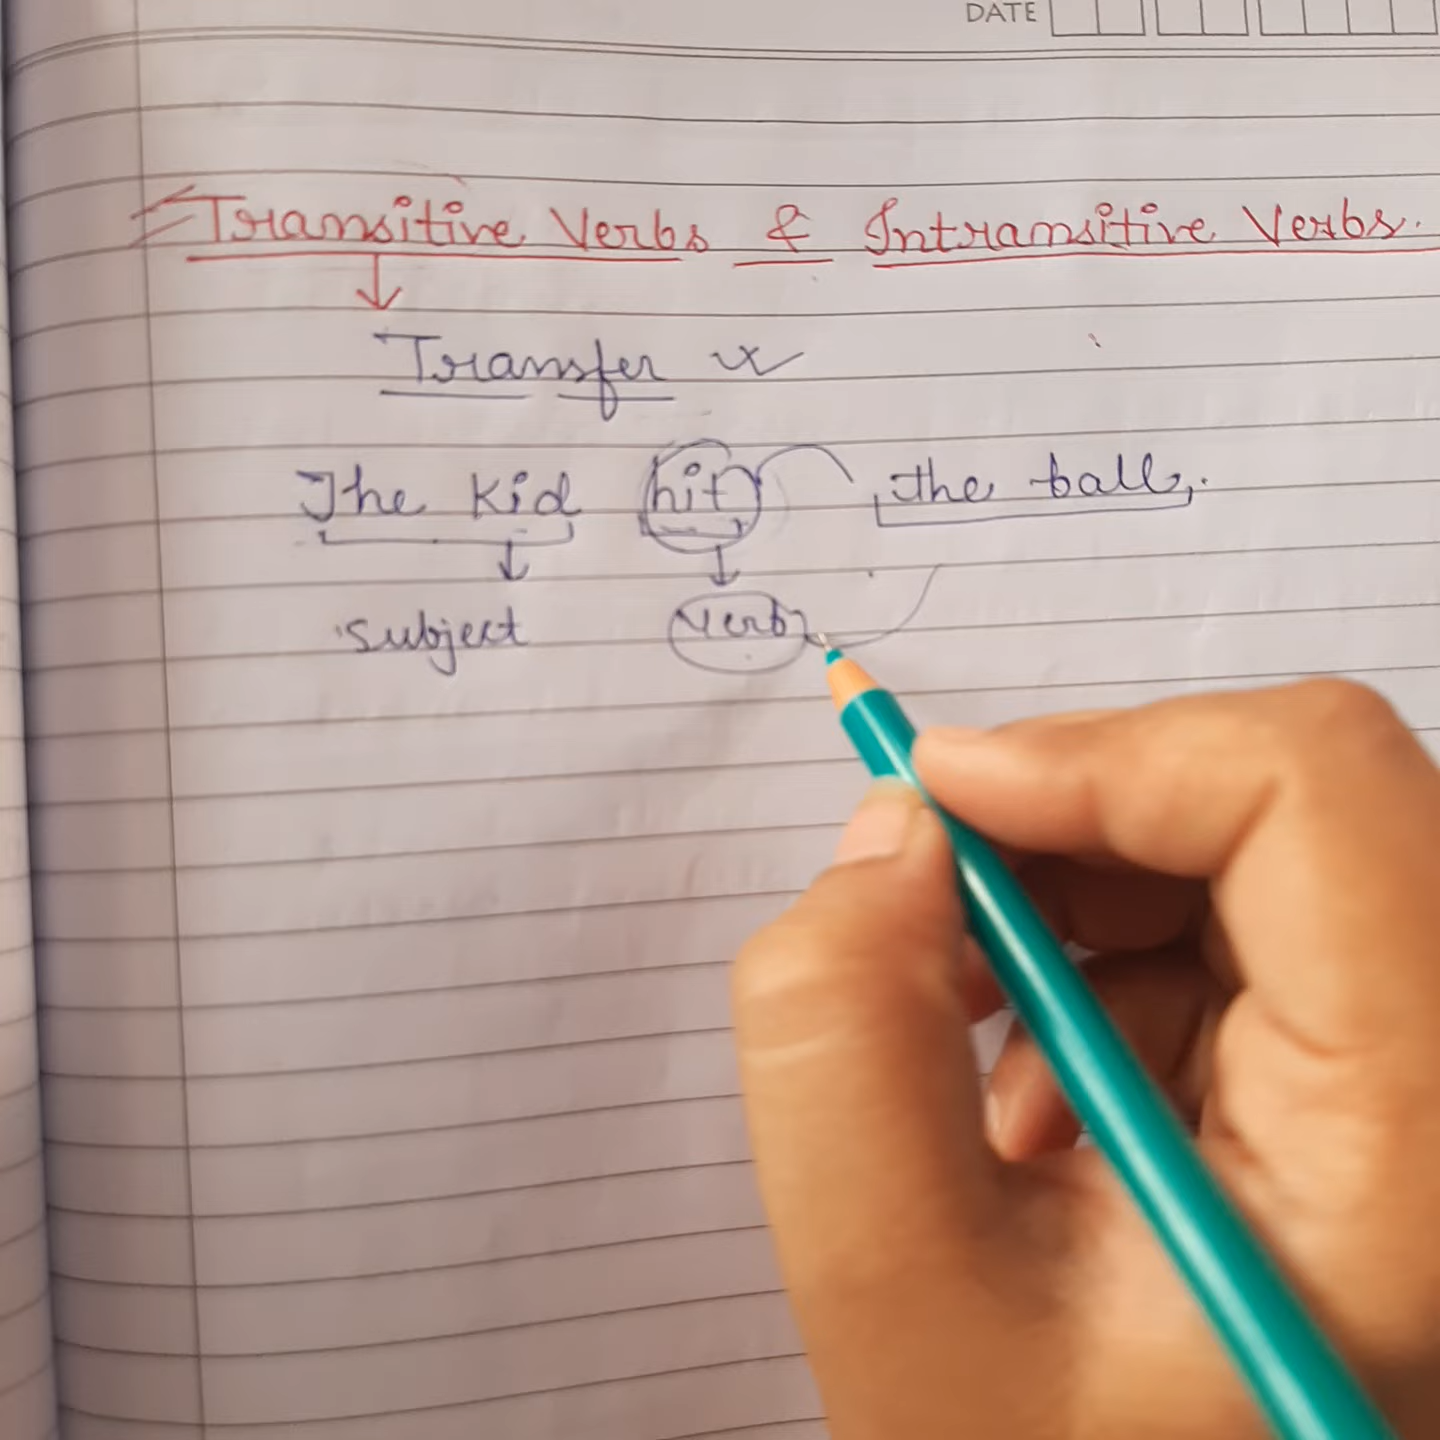 DATE
Transitive Verbs & Intransitive Verbs.
Transfer
The Kid hit the ball.
subject verb